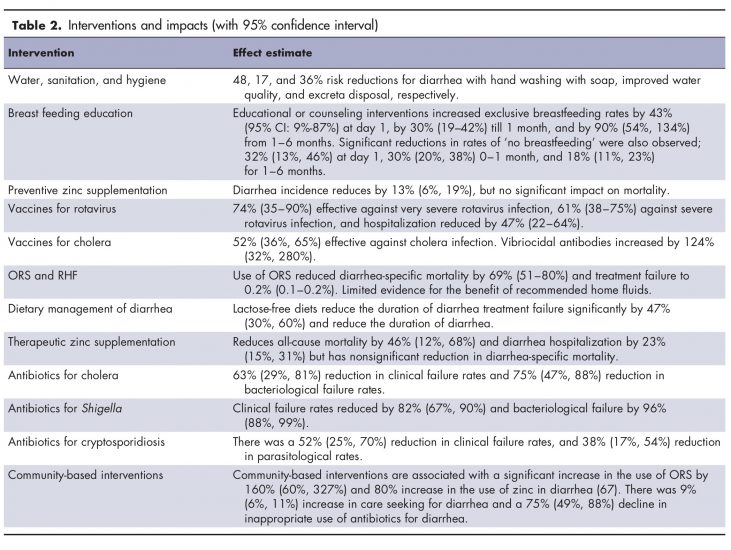 Table 2. Interventions and impacts (with 95% confidence interval)
Intervention Effect estimate
Water, sanitation, and hygiene 48, 17, and 36% risk reductions for diarrhea with hand washing with soap, improved water
quality, and excreta disposal, respectively.
Breast feeding education Educational or counseling interventions increased exclusive breastfeeding rates by 43%
(95% CI: 9%-87%) at day 1, by 30% (19–42%) till 1 month, and by 90% (54%, 134%)
from 1–6 months. Significant reductions in rates of ‘no breastfeeding’ were also observed;
32% (13%, 46%) at day 1, 30% (20%, 38%) 0–1 month, and 18% (11%, 23%)
for 1–6 months.
Preventive zinc supplementation Diarrhea incidence reduces by 13% (6%, 19%), but no significant impact on mortality.
Vaccines for rotavirus 74% (35–90%) effective against very severe rotavirus infection, 61% (38–75%) against severe
rotavirus infection, and hospitalization reduced by 47% (22–64%).
Vaccines for cholera 52% (36%, 65%) effective against cholera infection. Vibriocidal antibodies increased by 124%
(32%, 280%).
ORS and RHF Use of ORS reduced diarrhea-specific mortality by 69% (51–80%) and treatment failure to
0.2% (0.1–0.2%). Limited evidence for the benefit of recommended home fluids.
Dietary management of diarrhea Lactose-free diets reduce the duration of diarrhea treatment failure significantly by 47%
(30%, 60%) and reduce the duration of diarrhea.
Therapeutic zinc supplementation Reduces all-cause mortality by 46% (12%, 68%) and diarrhea hospitalization by 23%
(15%, 31%) but has nonsignificant reduction in diarrhea-specific mortality.
Antibiotics for cholera 63% (29%, 81%) reduction in clinical failure rates and 75% (47%, 88%) reduction in
bacteriological failure rates.
Antibiotics for Shigella Clinical failure rates reduced by 82% (67%, 90%) and bacteriological failure by 96%
(88%, 99%).
Antibiotics for cryptosporidiosis There was a 52% (25%, 70%) reduction in clinical failure rates, and 38% (17%, 54%) reduction
in parasitological rates.
Community-based interventions Community-based interventions are associated with a significant increase in the use of ORS by
160% (60%, 327%) and 80% increase in the use of zinc in diarrhea (67). There was 9%
(6%, 11%) increase in care seeking for diarrhea and a 75% (49%, 88%) decline in
inappropriate use of antibiotics for diarrhea.